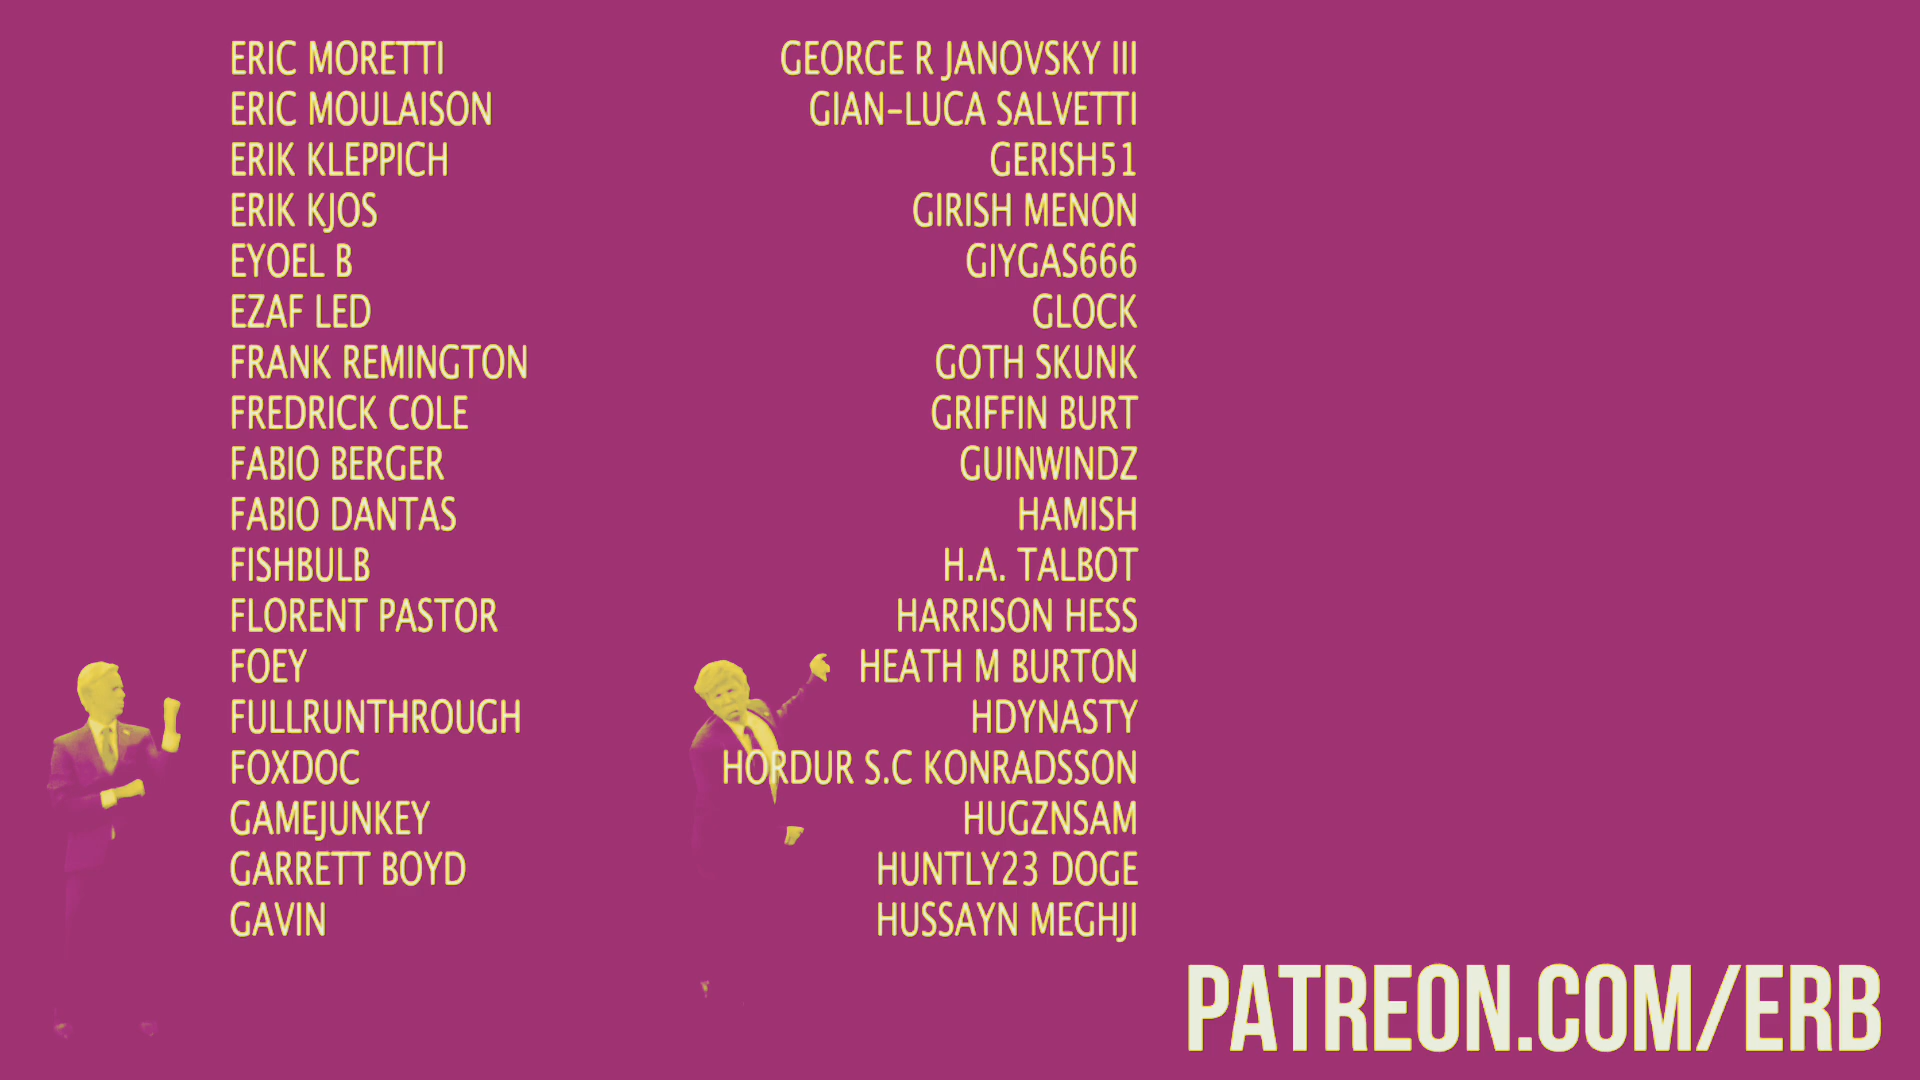 ERIC MORETTI
ERIC MOULAISON
ERIK KLEPPICH
ERIK KJOS
EYOEL B
EZAF LED
FRANK REMINGTON
FREDRICK COLE
FABIO BERGER
FABIO DANTAS
FISHBULB
FLORENT PASTOR
FOEY
FULLRUNTHROUGH
FOXDOC
GAMEJUNKEY
GARRETT BOYD
GAVIN
GEORGE R JANOVSKY III
GIAN-LUCA SALVETTI
GERISH51
GIRISH MENON
GIYGAS666
GLOCK
GOTH SKUNK
GRIFFIN BURT
GUINWINDZ
HAMISH
H.A. TALBOT
HARRISON HESS
HEATH M BURTON
HDYNASTY
HORDUR S.C KONRADSSON
HUGZNSAM
HUNTLY23 DOGE
HUSSAYN MEGHJI
PATREON.COM/ERB